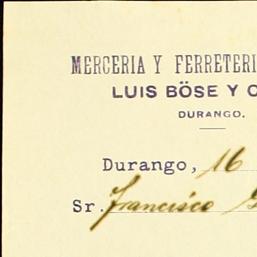 MERCERIA Y FERRETERI
LUIS BÖSE Y C
DURANGO.
Durango, 16
Sr. Francisco